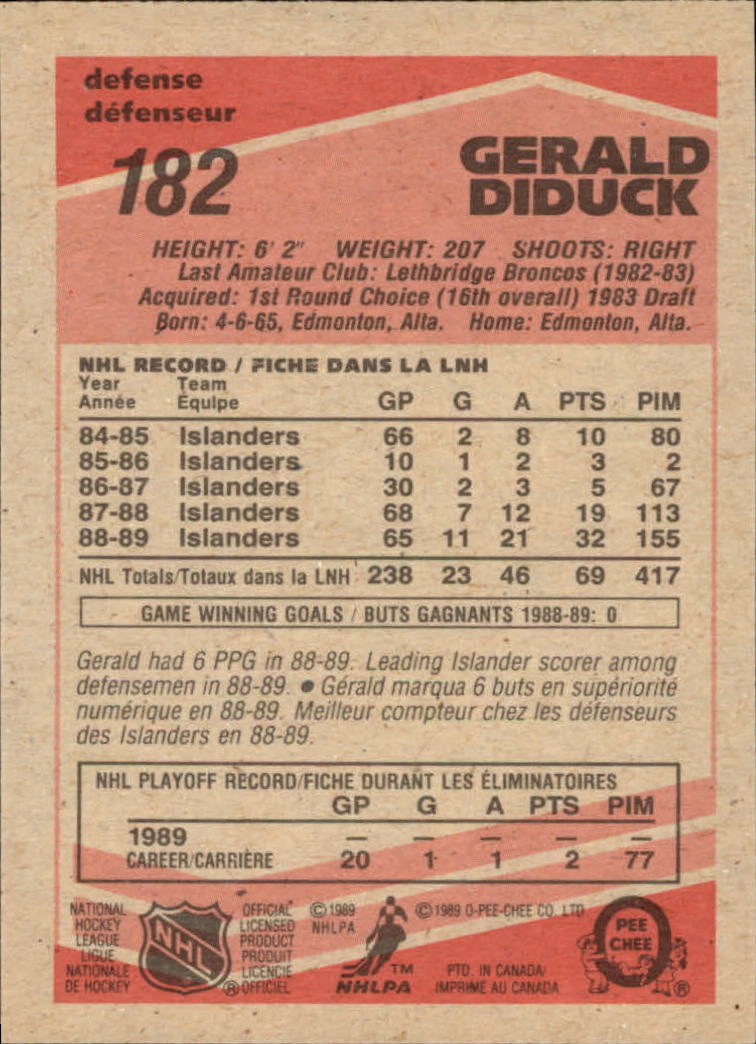 defense
défenseur
182
GERALD
DIDUCK
HEIGHT: 6' 2" WEIGHT: 207 SHOOTS: RIGHT
Last Amateur Club: Lethbridge Broncos (1982-83)
Acquired: 1st Round Choice (16th overall) 1983 Draft
Born: 4-6-65, Edmonton, Alta. Home: Edmonton, Alta.
NHL RECORD / FICHE DANS LA LNH
Year Team
Année Équipe GP G A PTS PIM
84-85 Islanders 66 2 8 10 80
85-86 Islanders 10 1 2 3 2
86-87 Islanders 30 2 3 5 67
87-88 Islanders 68 7 12 19 113
88-89 Islanders 65 11 21 32 155
NHL Totals/Totaux dans la LNH 238 23 46 69 417
GAME WINNING GOALS / BUTS GAGNANTS 1988-89: 0
Gerald had 6 PPG in 88-89. Leading Islander scorer among
defensemen in 88-89. • Gérald marqua 6 buts en supériorité
numérique en 88-89. Meilleur compteur chez les défenseurs
des Islanders en 88-89.
NHL PLAYOFF RECORD/FICHE DURANT LES ÉLIMINATOIRES
GP G A PTS PIM
1989 — — — — —
CAREER/CARRIÈRE 20 1 1 2 77
NATIONAL
HOCKEY
LEAGUE
LIGUE
NATIONALE
DE HOCKEY
NHL
®
OFFICIAL
LICENSED
PRODUCT
PRODUIT
LICENCIÉ
OFFICIEL
© 1989
NHLPA
TM
NHLPA
© 1989 O-PEE-CHEE CO. LTD
PTD. IN CANADA/
IMPRIMÉ AU CANADA
PEE
CHEE
®